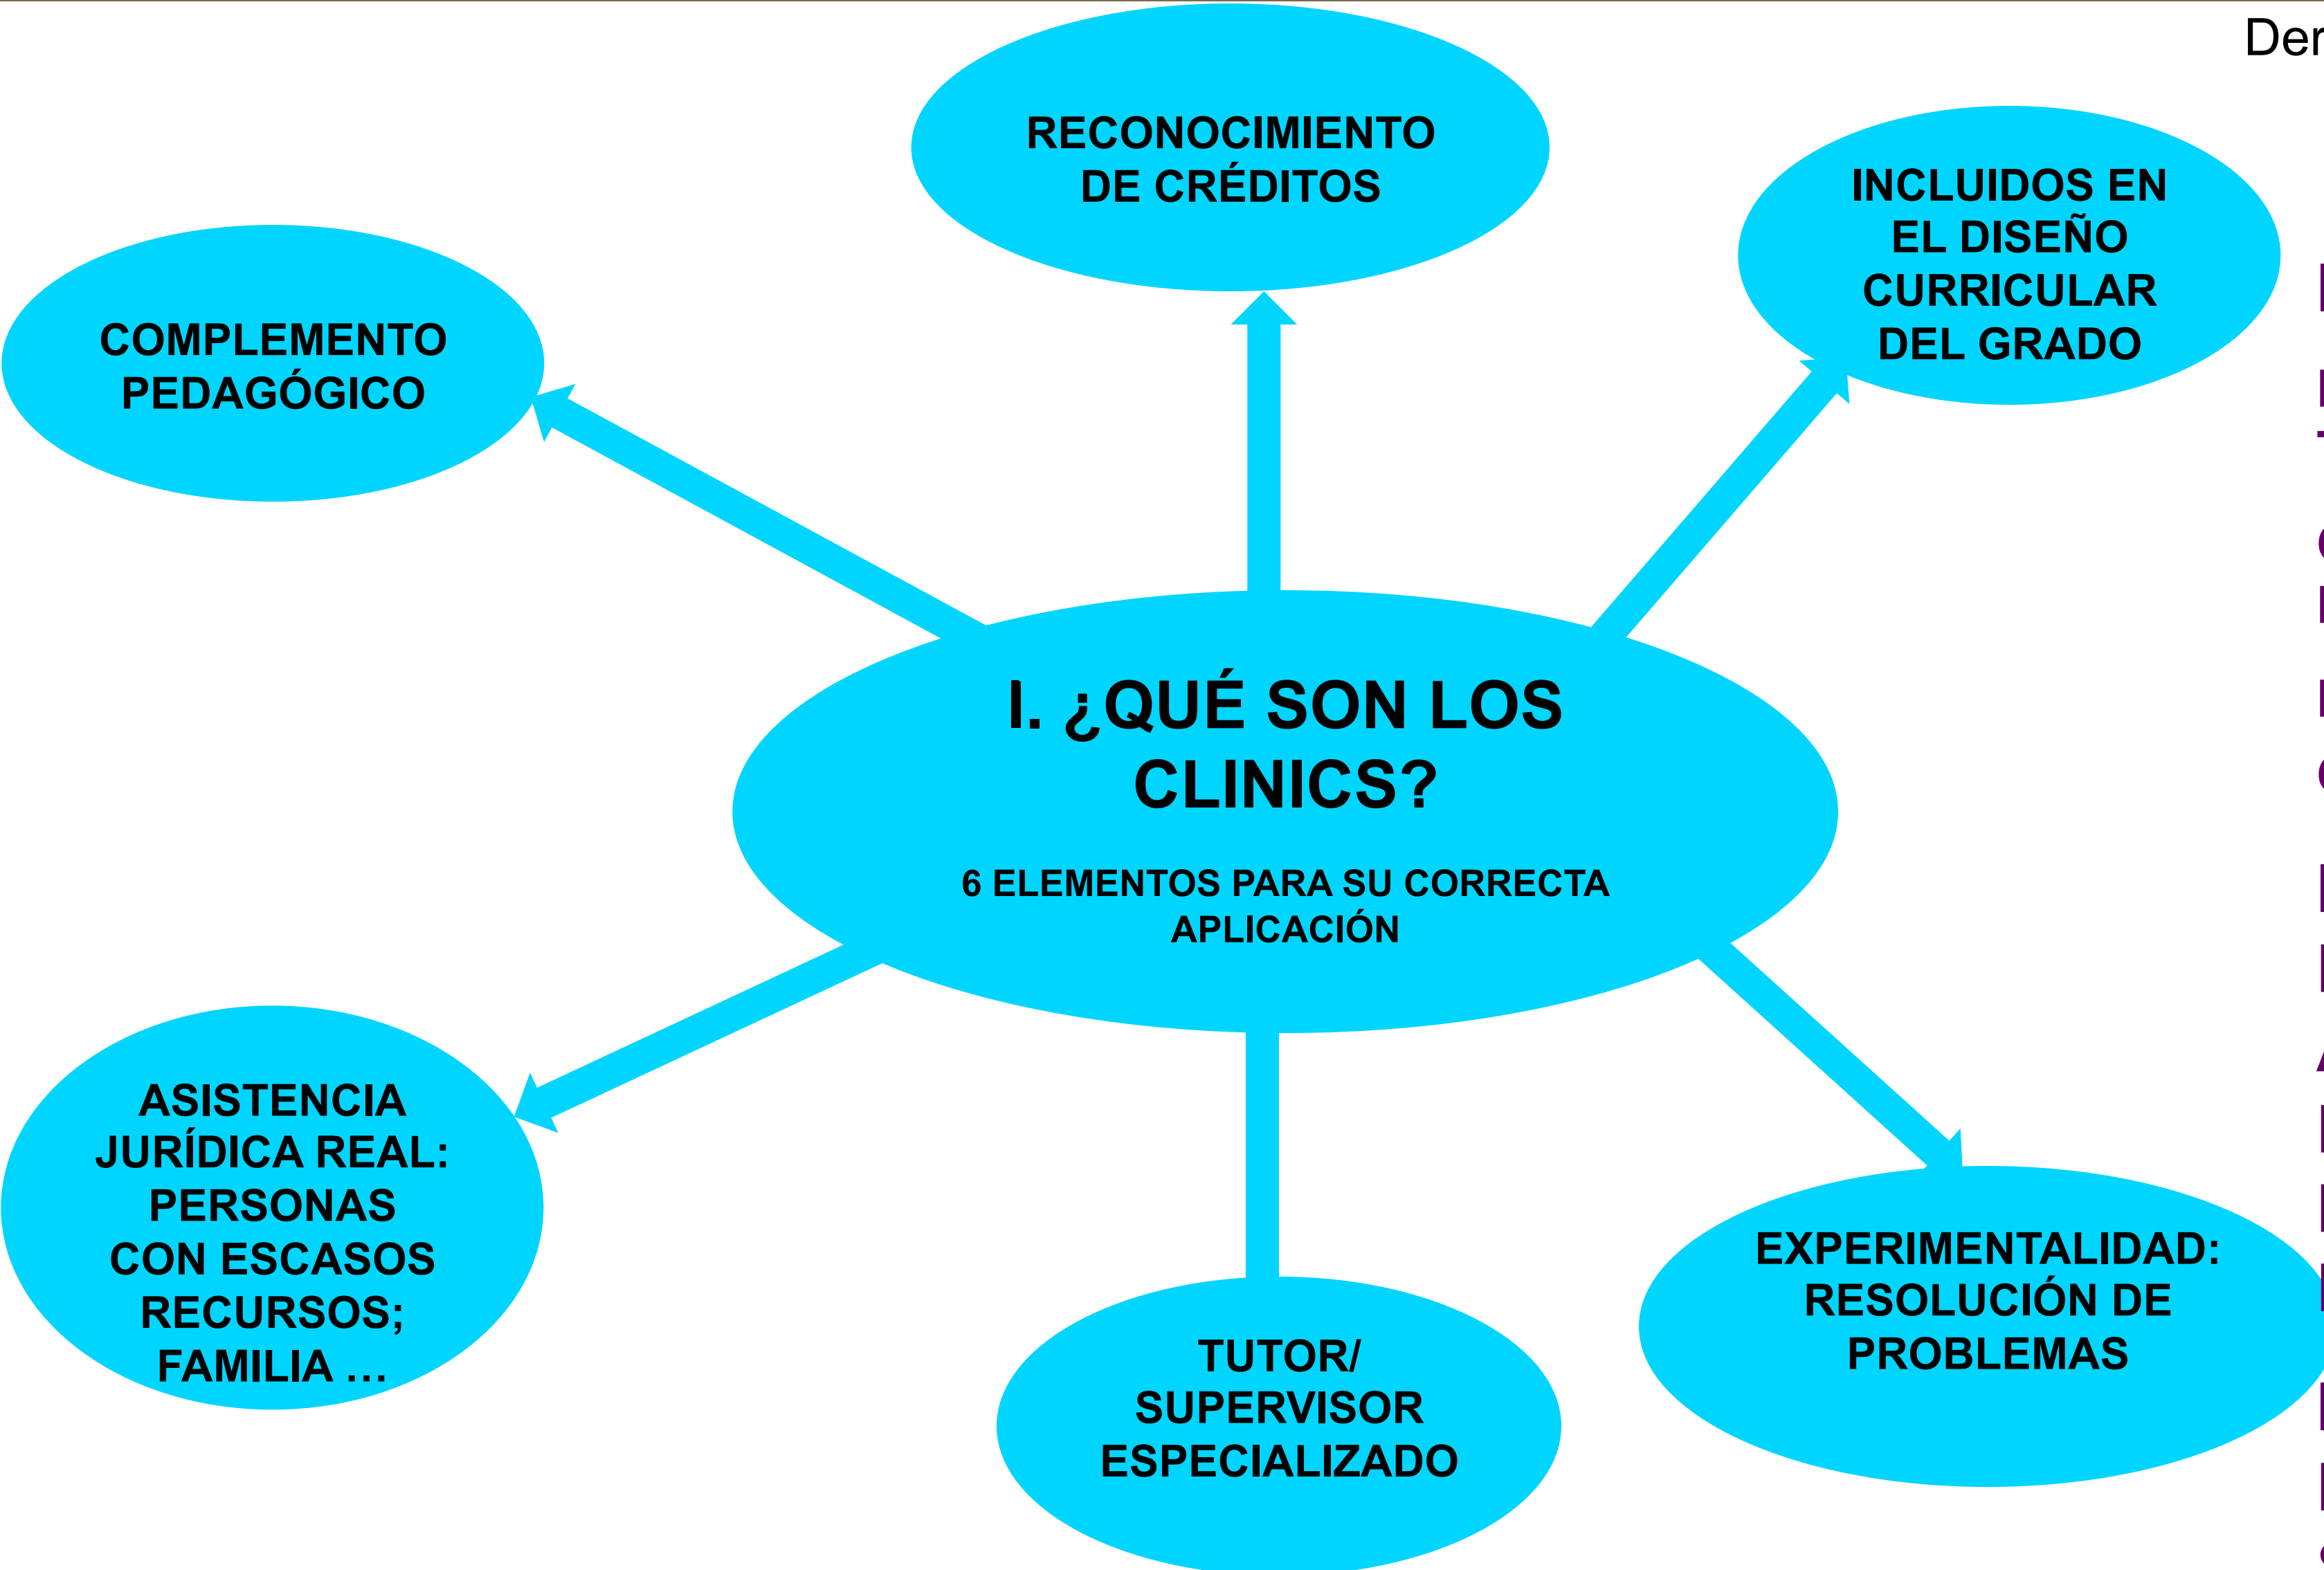 RECONOCIMIENTO
DE CRÉDITOS
INCLUIDOS EN
EL DISEÑO
CURRICULAR
DEL GRADO
COMPLEMENTO
PEDAGÓGICO
I. ¿QUÉ SON LOS
CLINICS?
6 ELEMENTOS PARA SU CORRECTA
APLICACIÓN
ASISTENCIA
JURÍDICA REAL:
PERSONAS
CON ESCASOS
RECURSOS;
FAMILIA …
TUTOR/
SUPERVISOR
ESPECIALIZADO
EXPERIMENTALIDAD:
RESOLUCIÓN DE
PROBLEMAS